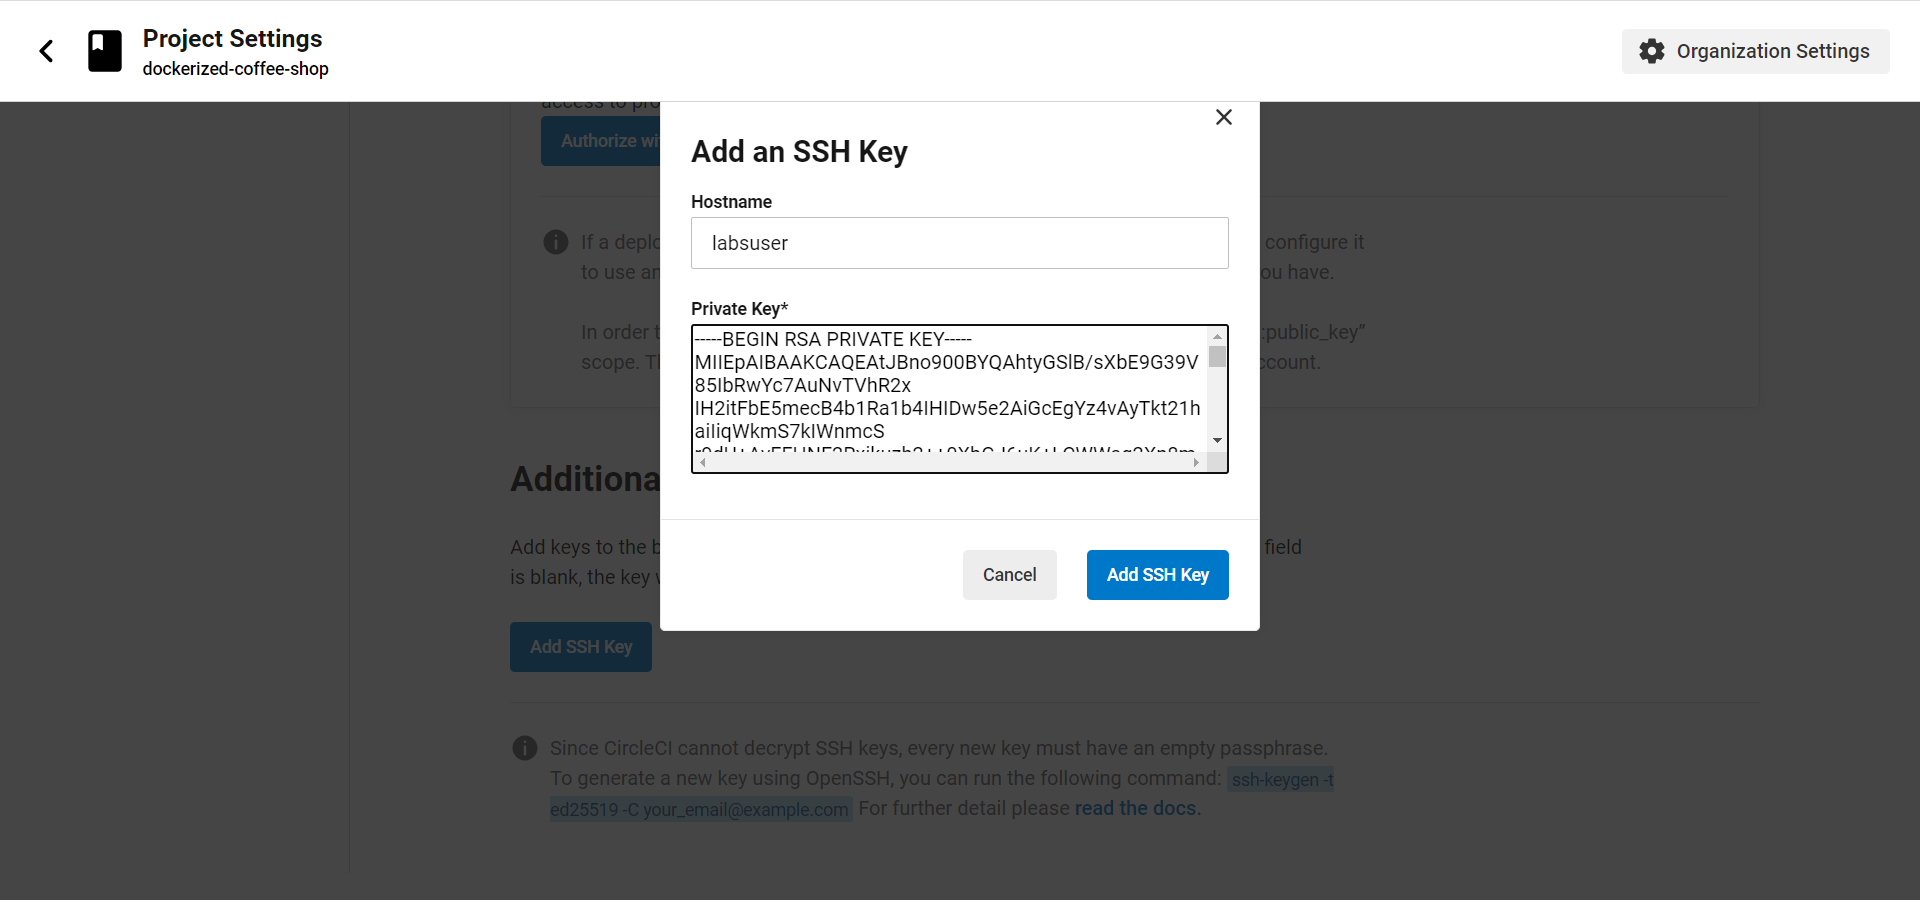 Project Settings
dockerized-coffee-shop
Organization Settings
access to pro
Authorize wi
If a deplo
configure it
to use an
ou have.
In order t
:public_key”
scope. T
ccount.
Add an SSH Key
Hostname
labsuser
Private Key*
-----BEGIN RSA PRIVATE KEY-----
MIIEpAIBAAKCAQEAtJBno900BYQAhtyGSlB/sXbE9G39V
85IbRwYc7AuNvTVhR2x
IH2itFbE5mecB4b1Ra1b4IHIDw5e2AiGcEgYz4vAyTkt21h
aiIiqWkmS7kIWnmcS
Cancel
Add SSH Key
Additiona
Add keys to the b
field
is blank, the key
Add SSH Key
Since CircleCI cannot decrypt SSH keys, every new key must have an empty passphrase.
To generate a new key using OpenSSH, you can run the following command: ssh-keygen -t
ed25519 -C your_email@example.com For further detail please read the docs.